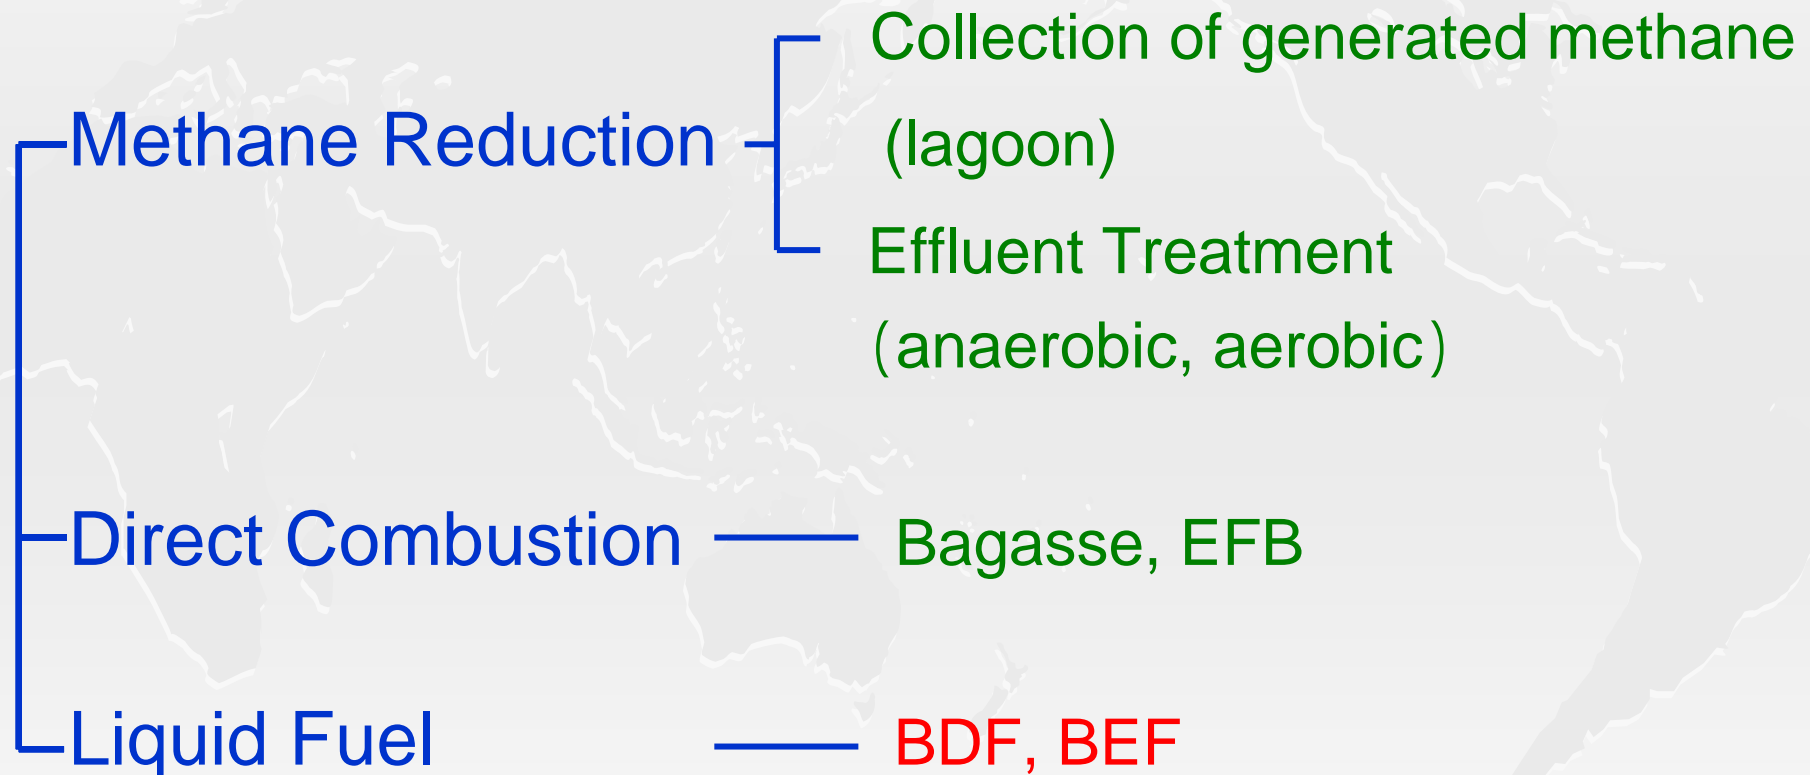 Collection of generated methane
Methane Reduction
(lagoon)
Effluent Treatment
(anaerobic, aerobic)
Direct Combustion
Bagasse, EFB
Liquid Fuel
BDF, BEF